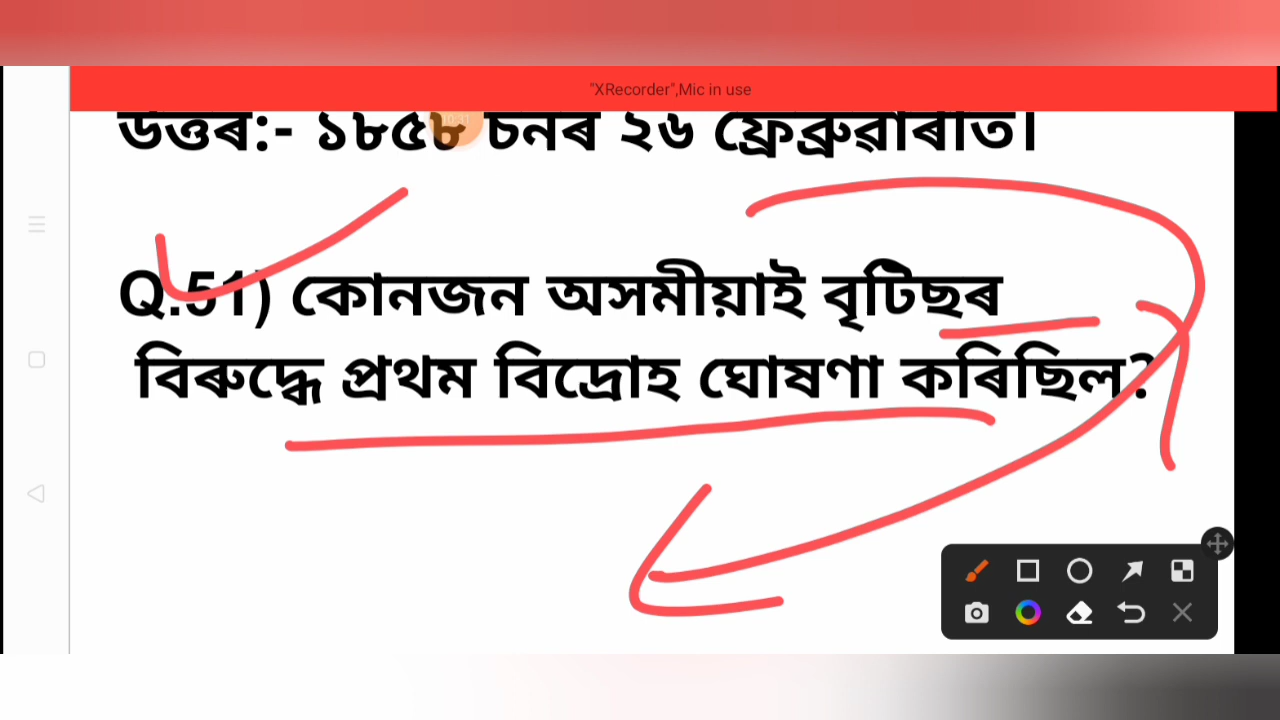 "XRecorder",Mic in use
উত্তৰ:- ১৮৫৮ চনৰ ২৬ ফেব্ৰুৱাৰীত।
Q.51) কোনজন অসমীয়াই বৃটিছৰ
বিৰুদ্ধে প্ৰথম বিদ্ৰোহ ঘোষণা কৰিছিল?